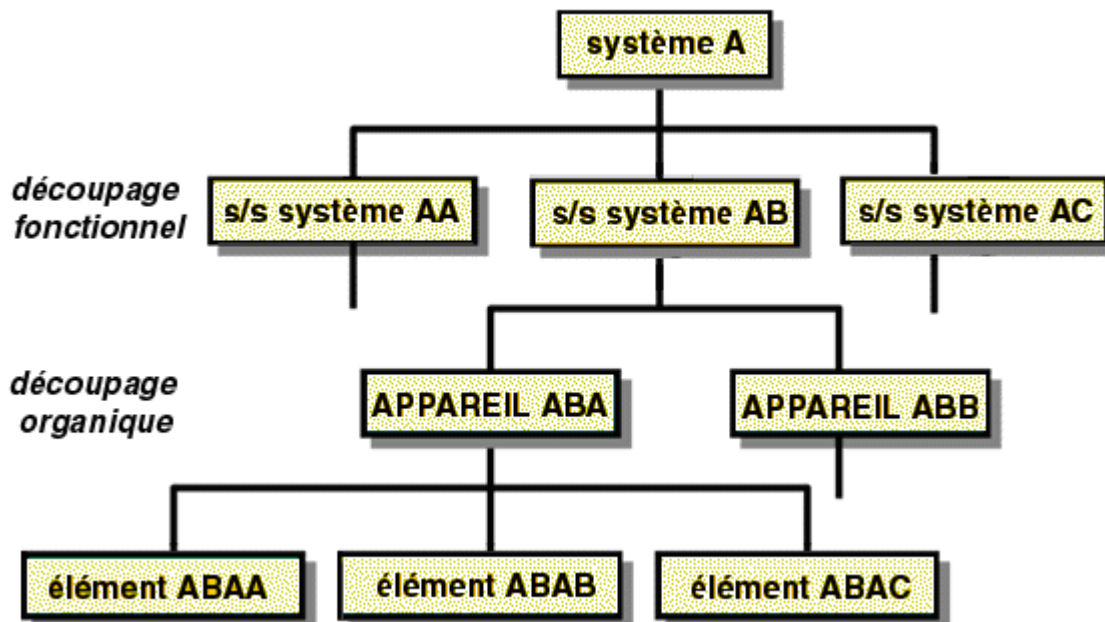 système A
découpage
fonctionnel
s/s système AA
s/s système AB
s/s système AC
découpage
organique
APPAREIL ABA
APPAREIL ABB
élément ABAA
élément ABAB
élément ABAC